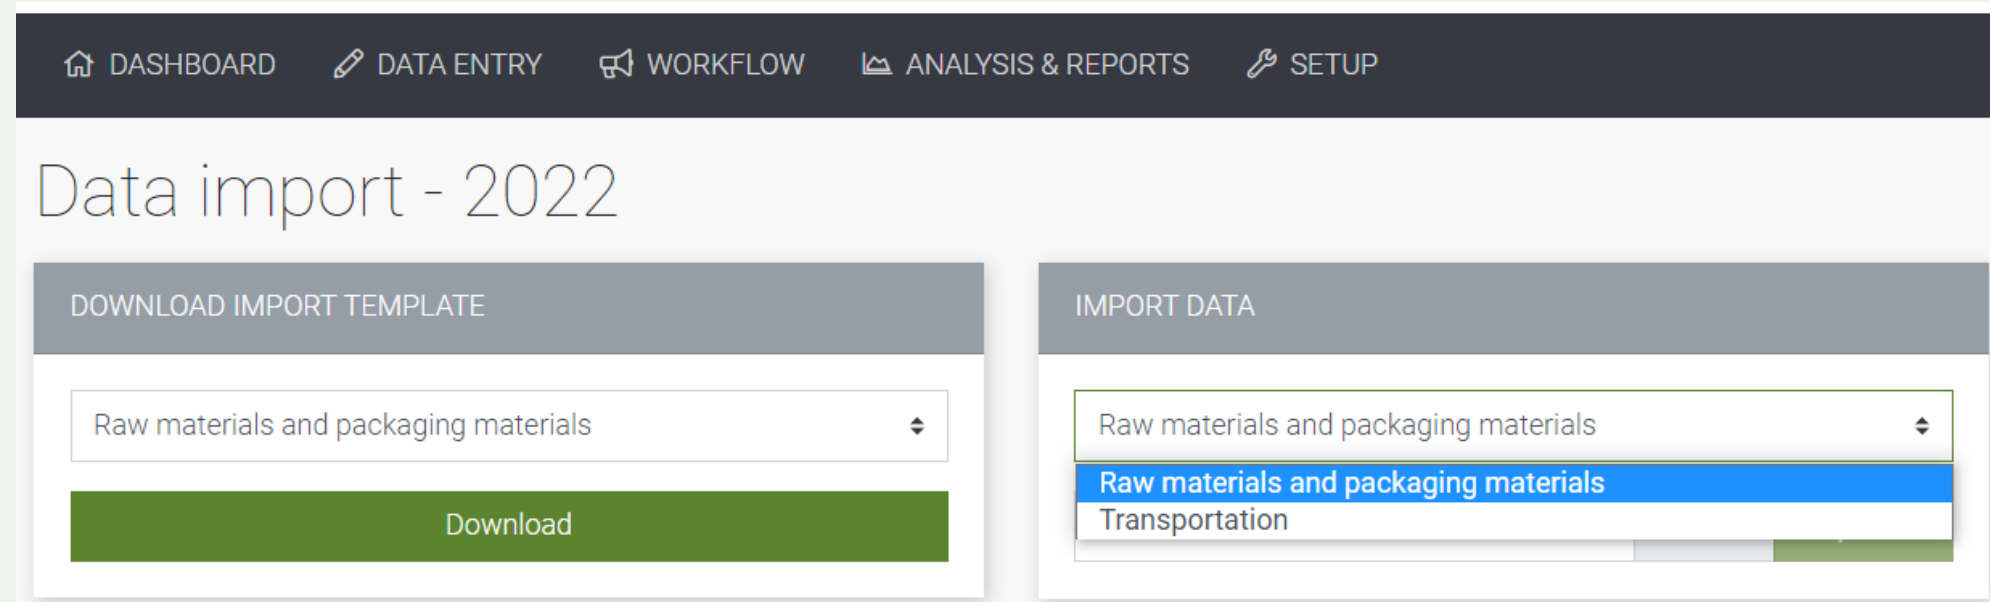 DASHBOARD DATA ENTRY WORKFLOW ANALYSIS & REPORTS SETUP
Data import - 2022
DOWNLOAD IMPORT TEMPLATE
Raw materials and packaging materials
Download
IMPORT DATA
Raw materials and packaging materials
Raw materials and packaging materials
Transportation